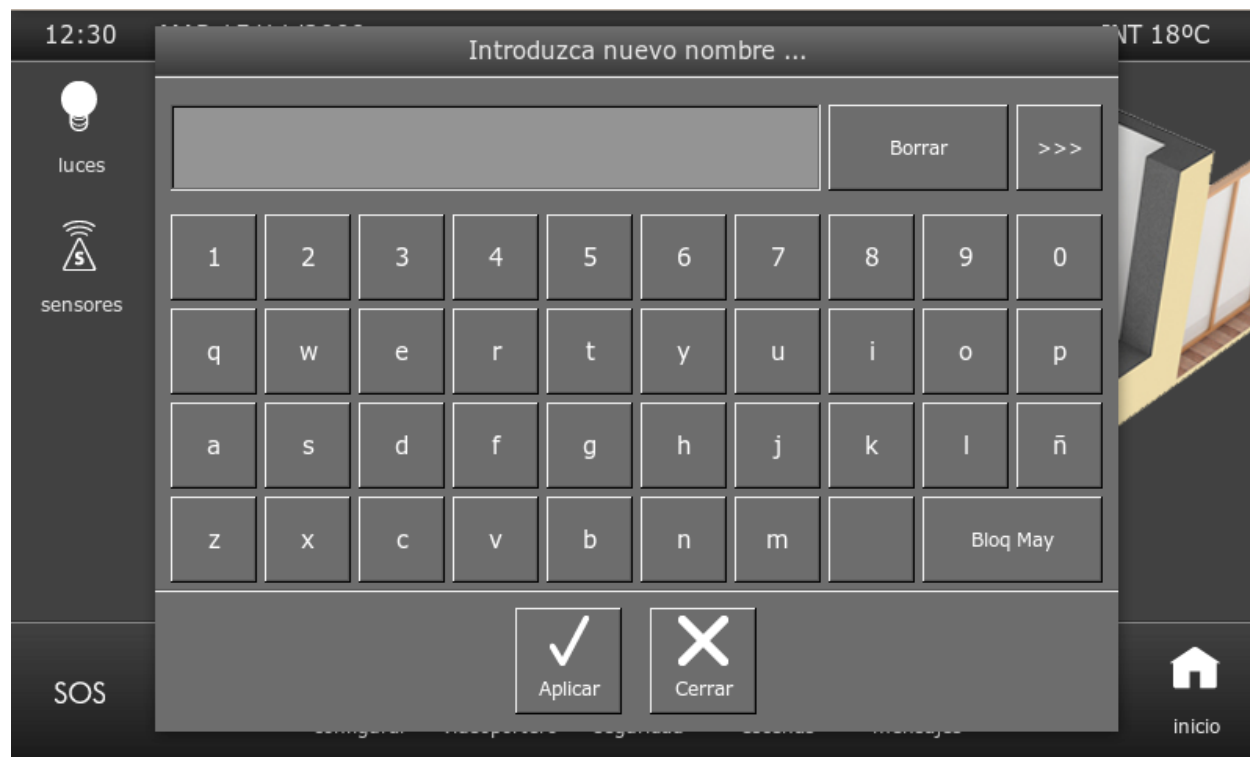 12:30
INT 18ºC
Introduzca nuevo nombre ...
luces
sensores
Borrar >>>
1 2 3 4 5 6 7 8 9 0
q w e r t y u i o p
a s d f g h j k l ñ
z x c v b n m Bloq May
SOS
Aplicar Cerrar
inicio